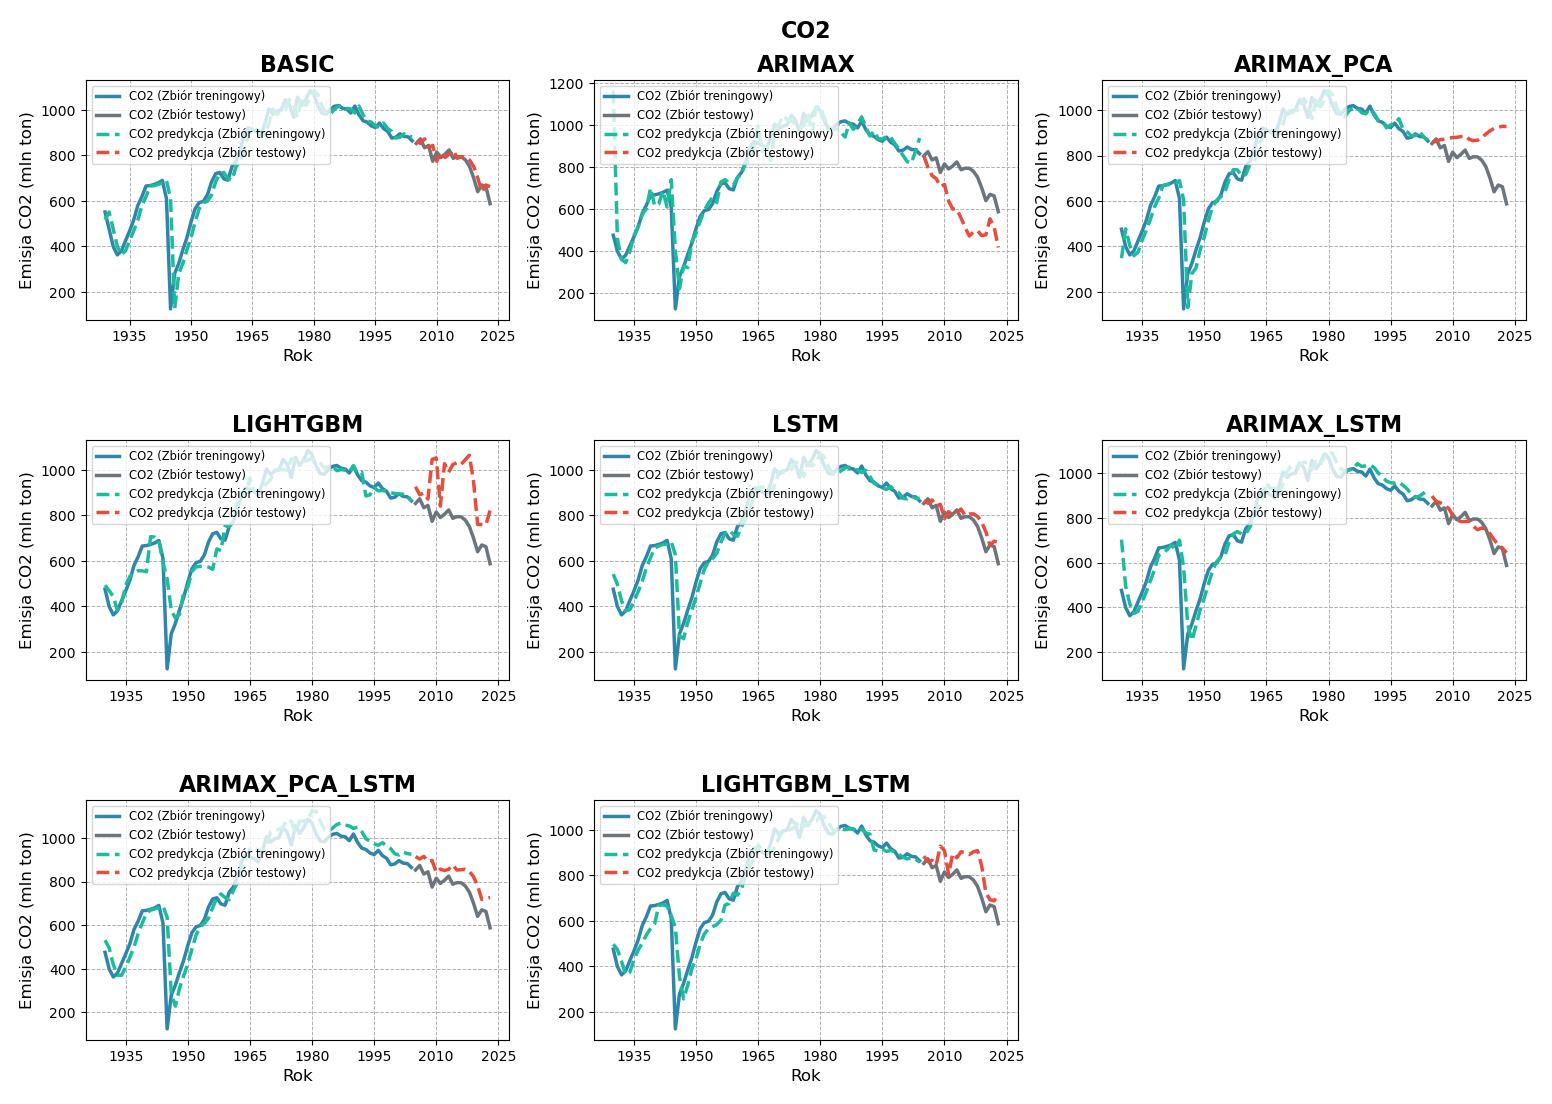 CO2
BASIC
Emisja CO2 (mln ton)
1000
800
600
400
200
CO2 (Zbiór treningowy)
CO2 (Zbiór testowy)
CO2 predykcja (Zbiór treningowy)
CO2 predykcja (Zbiór testowy)
1935 1950 1965 1980 1995 2010 2025
Rok
ARIMAX
Emisja CO2 (mln ton)
1200
1000
800
600
400
200
CO2 (Zbiór treningowy)
CO2 (Zbiór testowy)
CO2 predykcja (Zbiór treningowy)
CO2 predykcja (Zbiór testowy)
1935 1950 1965 1980 1995 2010 2025
Rok
ARIMAX_PCA
Emisja CO2 (mln ton)
1000
800
600
400
200
CO2 (Zbiór treningowy)
CO2 (Zbiór testowy)
CO2 predykcja (Zbiór treningowy)
CO2 predykcja (Zbiór testowy)
1935 1950 1965 1980 1995 2010 2025
Rok
LIGHTGBM
Emisja CO2 (mln ton)
1000
800
600
400
200
CO2 (Zbiór treningowy)
CO2 (Zbiór testowy)
CO2 predykcja (Zbiór treningowy)
CO2 predykcja (Zbiór testowy)
1935 1950 1965 1980 1995 2010 2025
Rok
LSTM
Emisja CO2 (mln ton)
1000
800
600
400
200
CO2 (Zbiór treningowy)
CO2 (Zbiór testowy)
CO2 predykcja (Zbiór treningowy)
CO2 predykcja (Zbiór testowy)
1935 1950 1965 1980 1995 2010 2025
Rok
ARIMAX_LSTM
Emisja CO2 (mln ton)
1000
800
600
400
200
CO2 (Zbiór treningowy)
CO2 (Zbiór testowy)
CO2 predykcja (Zbiór treningowy)
CO2 predykcja (Zbiór testowy)
1935 1950 1965 1980 1995 2010 2025
Rok
ARIMAX_PCA_LSTM
Emisja CO2 (mln ton)
1000
800
600
400
200
CO2 (Zbiór treningowy)
CO2 (Zbiór testowy)
CO2 predykcja (Zbiór treningowy)
CO2 predykcja (Zbiór testowy)
1935 1950 1965 1980 1995 2010 2025
Rok
LIGHTGBM_LSTM
Emisja CO2 (mln ton)
1000
800
600
400
200
CO2 (Zbiór treningowy)
CO2 (Zbiór testowy)
CO2 predykcja (Zbiór treningowy)
CO2 predykcja (Zbiór testowy)
1935 1950 1965 1980 1995 2010 2025
Rok